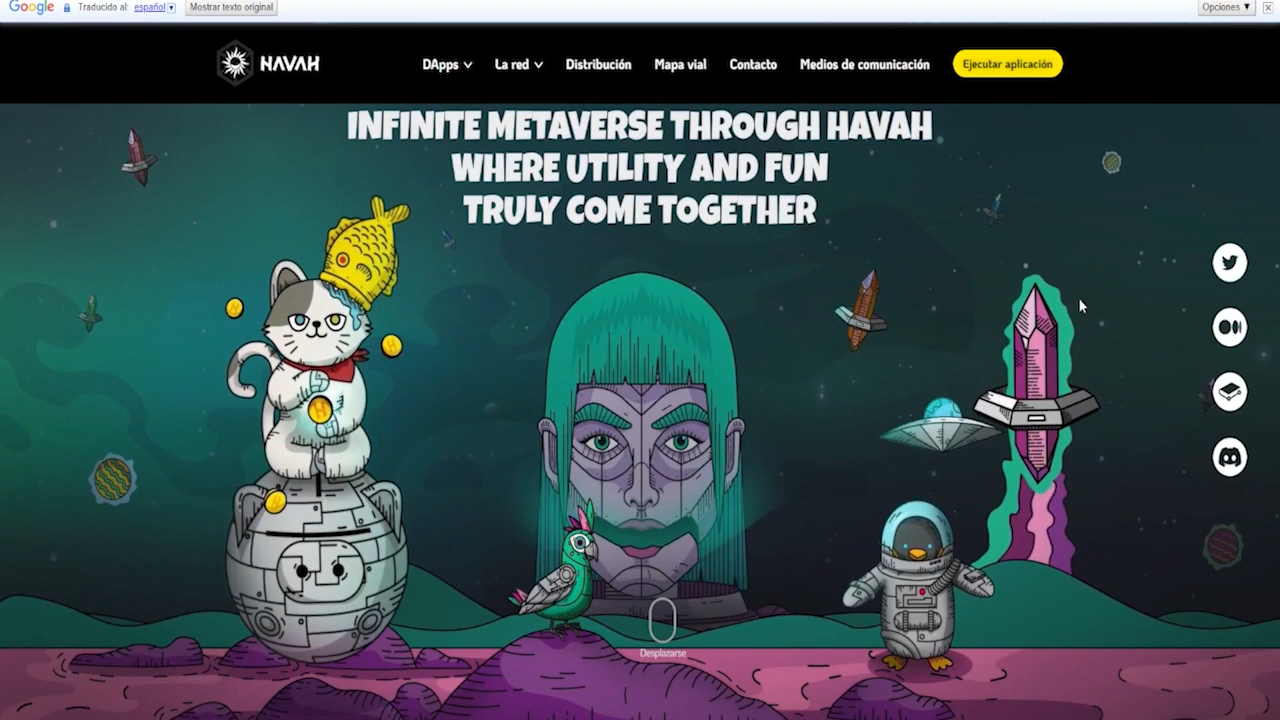 Google Traducido al: español Mostrar texto original Opciones
HAVAH DApps La red Distribución Mapa vial Contacto Medios de comunicación Ejecutar aplicación
INFINITE METAVERSE THROUGH HAVAH
WHERE UTILITY AND FUN
TRULY COME TOGETHER
Desplazarse